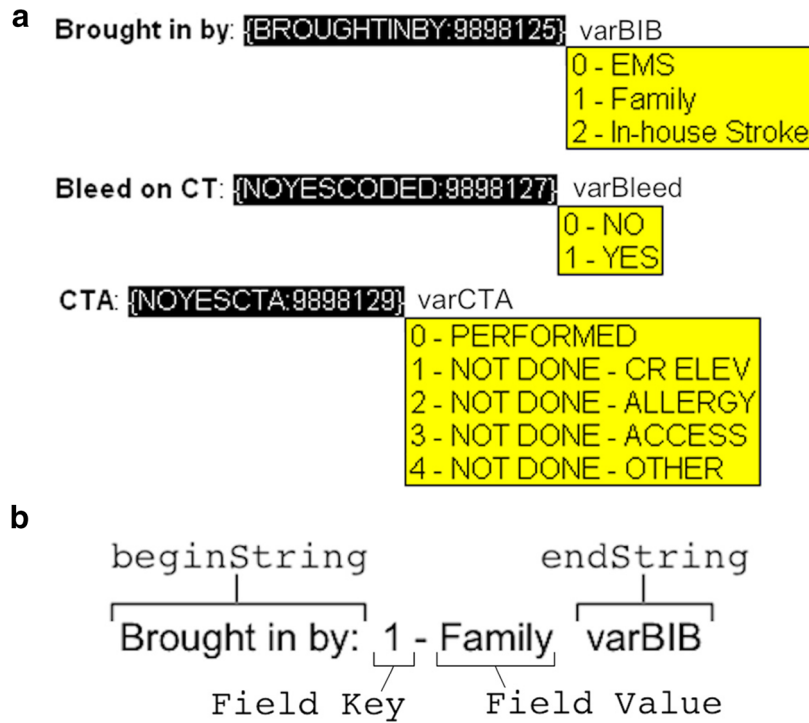 a
Brought in by: {BROUGHTINBY:9898125} varBIB
0 - EMS
1 - Family
2 - In-house Stroke
Bleed on CT: {NOYESCODED:9898127} varBleed
0 - NO
1 - YES
CTA: {NOYESCTA:9898129} varCTA
0 - PERFORMED
1 - NOT DONE - CR ELEV
2 - NOT DONE - ALLERGY
3 - NOT DONE - ACCESS
4 - NOT DONE - OTHER
b
beginString endString
Brought in by: 1 - Family varBIB
Field Key Field Value